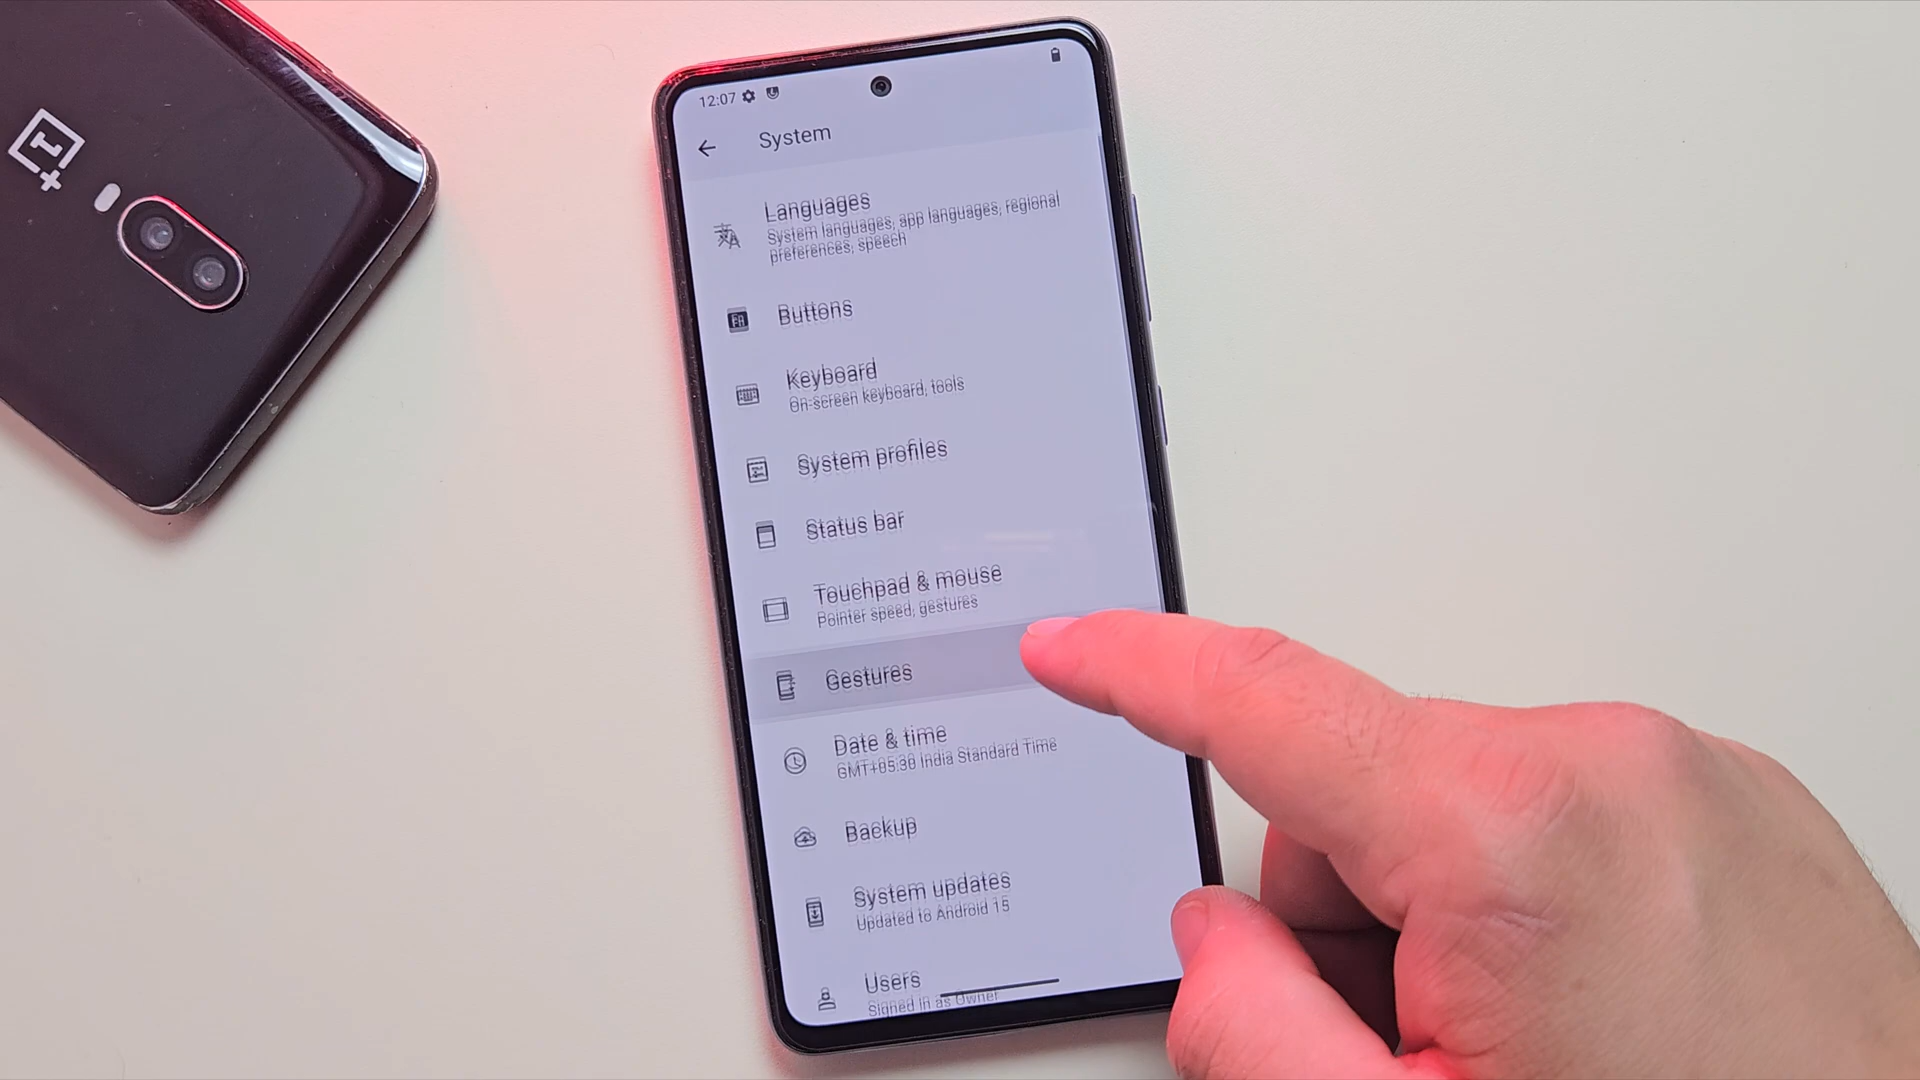 12:07
System
Languages
System languages, app languages, regional
preferences, speech
Buttons
Keyboard
On-screen keyboard, tools
System profiles
Status bar
Touchpad & mouse
Pointer speed, gestures
Gestures
Date & time
GMT+05:30 India Standard Time
Backup
System updates
Updated to Android 15
Users
Signed in as Owner